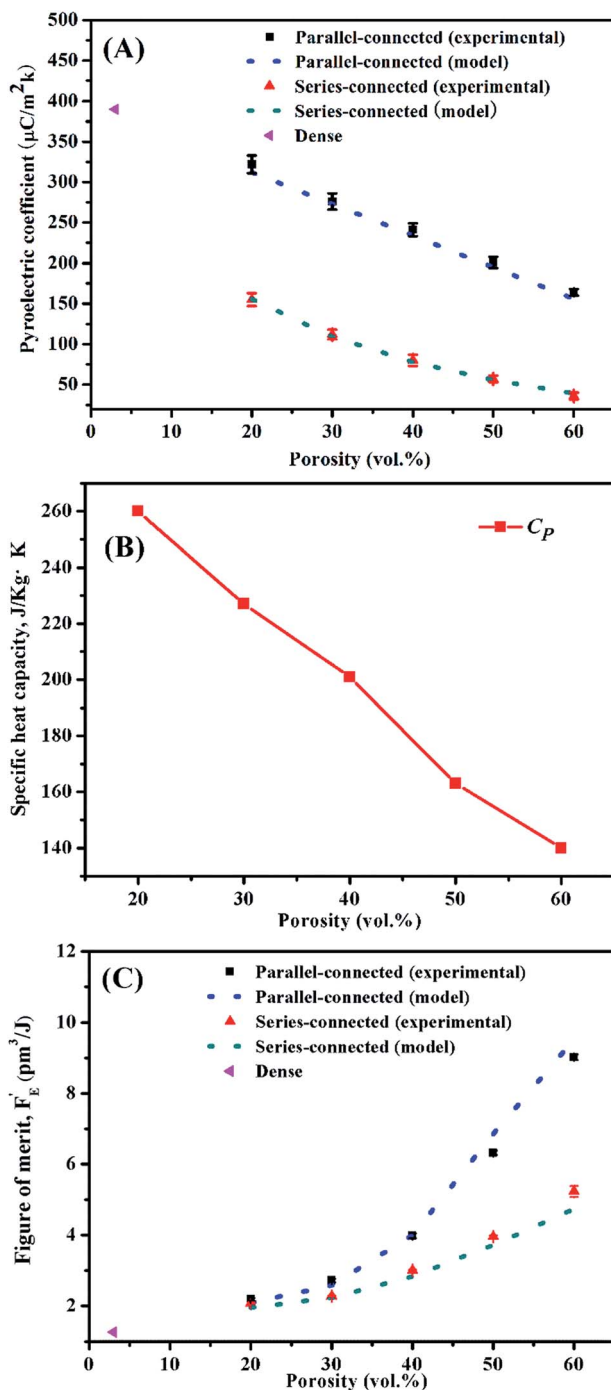 (A)
Parallel-connected (experimental)
Parallel-connected (model)
Series-connected (experimental)
Series-connected (model)
Dense
Pyroelectric coefficient (μC/m²k)
500
450
400
350
300
250
200
150
100
50
0 10 20 30 40 50 60
Porosity (vol.%)
(B)
C_P
Specific heat capacity, J/Kg· K
260
240
220
200
180
160
140
20 30 40 50 60
Porosity (vol.%)
(C)
Parallel-connected (experimental)
Parallel-connected (model)
Series-connected (experimental)
Series-connected (model)
Dense
Figure of merit, F'_E (pm³/J)
12
10
8
6
4
2
0 10 20 30 40 50 60
Porosity (vol.%)